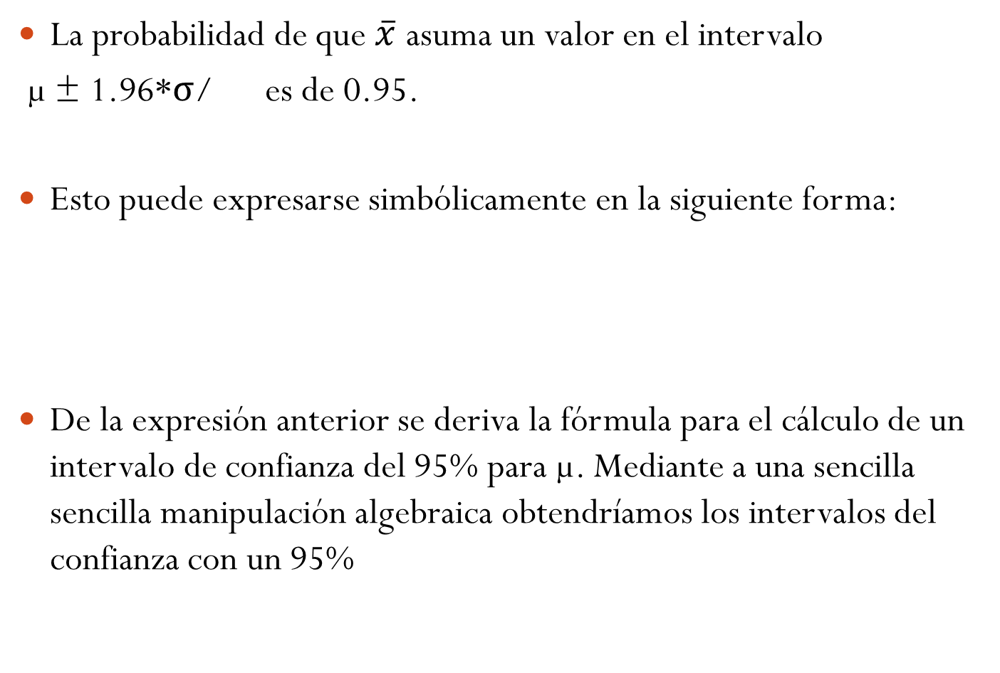 • La probabilidad de que x̄ asuma un valor en el intervalo
μ ± 1.96*σ/ es de 0.95.
• Esto puede expresarse simbólicamente en la siguiente forma:
• De la expresión anterior se deriva la fórmula para el cálculo de un
intervalo de confianza del 95% para μ. Mediante a una sencilla
sencilla manipulación algebraica obtendríamos los intervalos del
confianza con un 95%